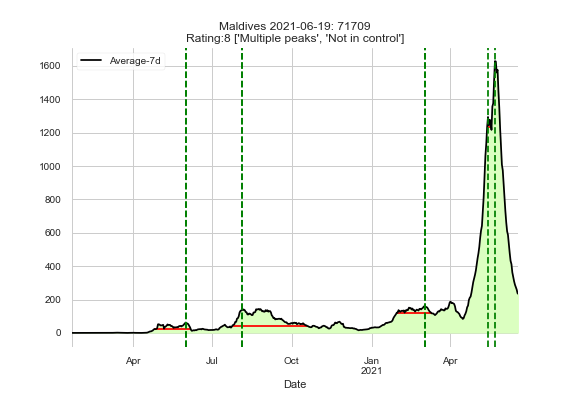 Maldives 2021-06-19: 71709
Rating:8 ['Multiple peaks', 'Not in control']
Average-7d
1600
1400
1200
1000
800
600
400
200
0
Apr
Jul
Oct
Jan
2021
Apr
Date